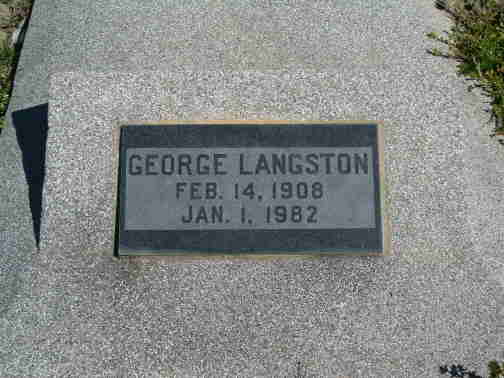 GEORGE LANGSTON
FEB. 14, 1908
JAN. 1, 1982